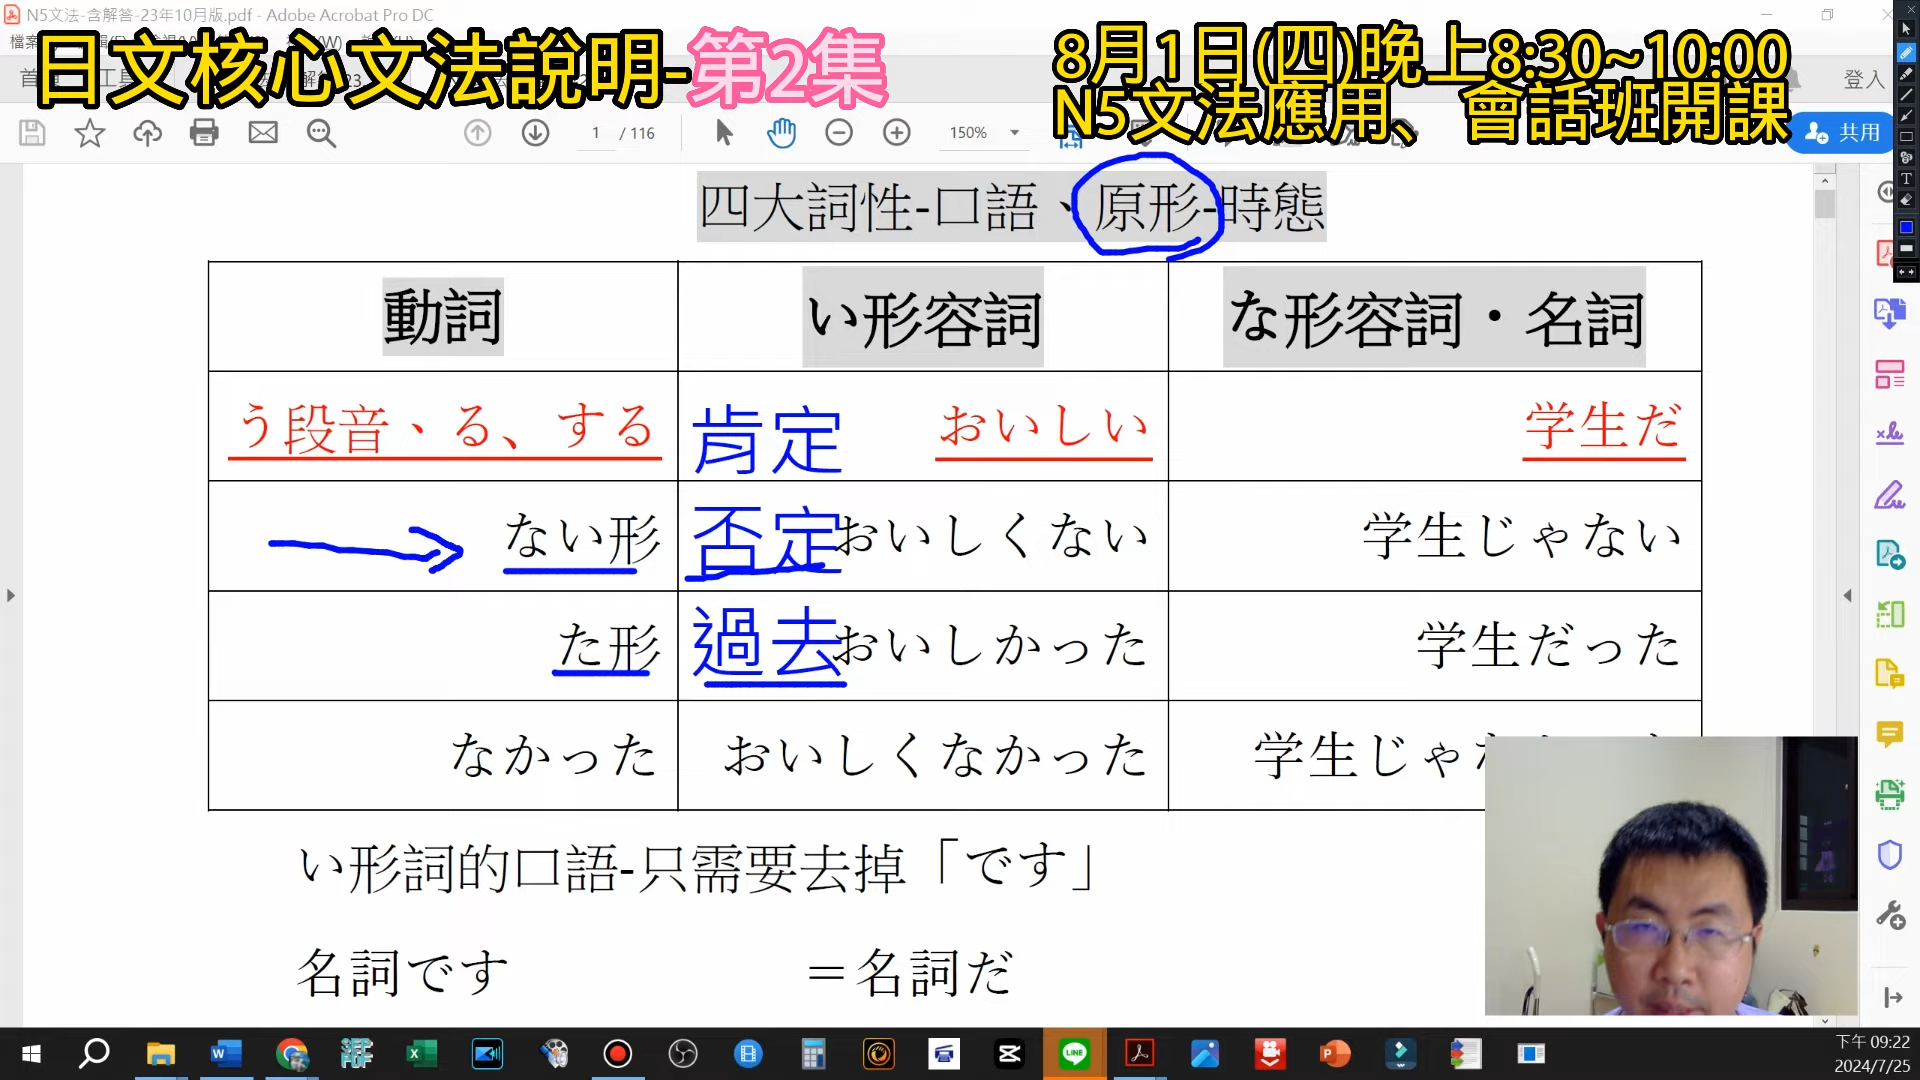 N5文法-含解答-23年10月版.pdf - Adobe Acrobat Pro DC
日文核心文法說明-第2集
8月1日(四)晚上8:30~10:00
N5文法應用、會話班開課
登入
1 / 116
150%
共用
四大詞性-口語、原形-時態
動詞 い形容詞 な形容詞・名詞
う段音、る、する 肯定 おいしい 学生だ
ない形 否定 おいしくない 学生じゃない
た形 過去 おいしかった 学生だった
なかった おいしくなかった 学生じゃ
い形詞的口語-只需要去掉「です」
名詞です =名詞だ
下午 09:22
2024/7/25